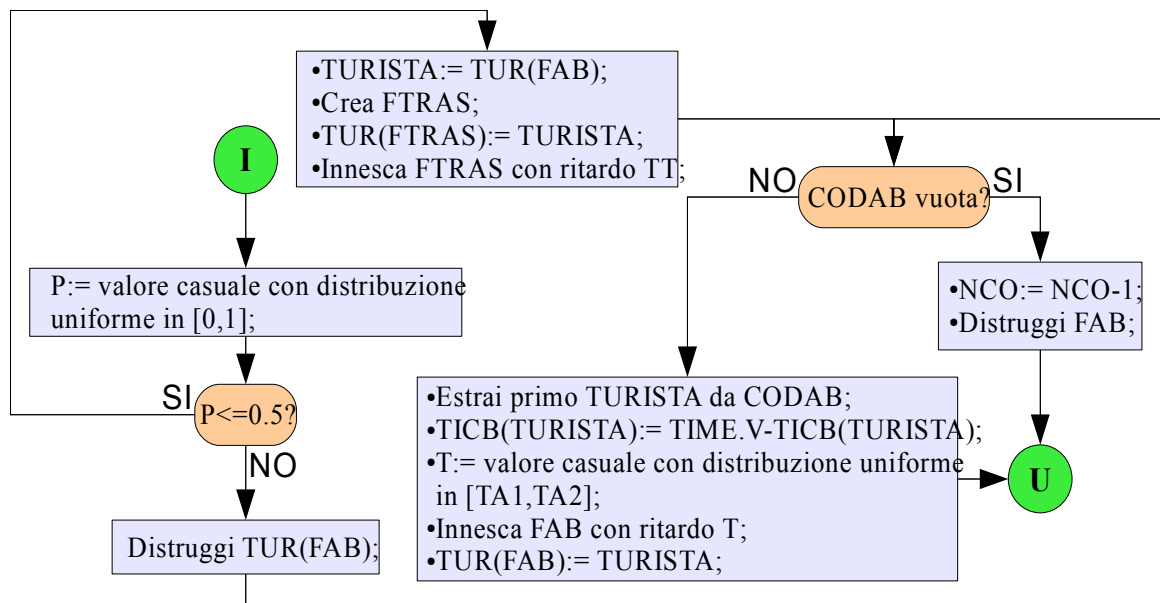 •TURISTA:= TUR(FAB);
•Crea FTRAS;
•TUR(FTRAS):= TURISTA;
•Innesca FTRAS con ritardo TT;
I
NO
CODAB vuota?
SI
P:= valore casuale con distribuzione
uniforme in [0,1];
•NCO:= NCO-1;
•Distruggi FAB;
SI
P<=0.5?
NO
•Estrai primo TURISTA da CODAB;
•TICB(TURISTA):= TIME.V-TICB(TURISTA);
•T:= valore casuale con distribuzione uniforme
in [TA1,TA2];
•Innesca FAB con ritardo T;
•TUR(FAB):= TURISTA;
U
Distruggi TUR(FAB);